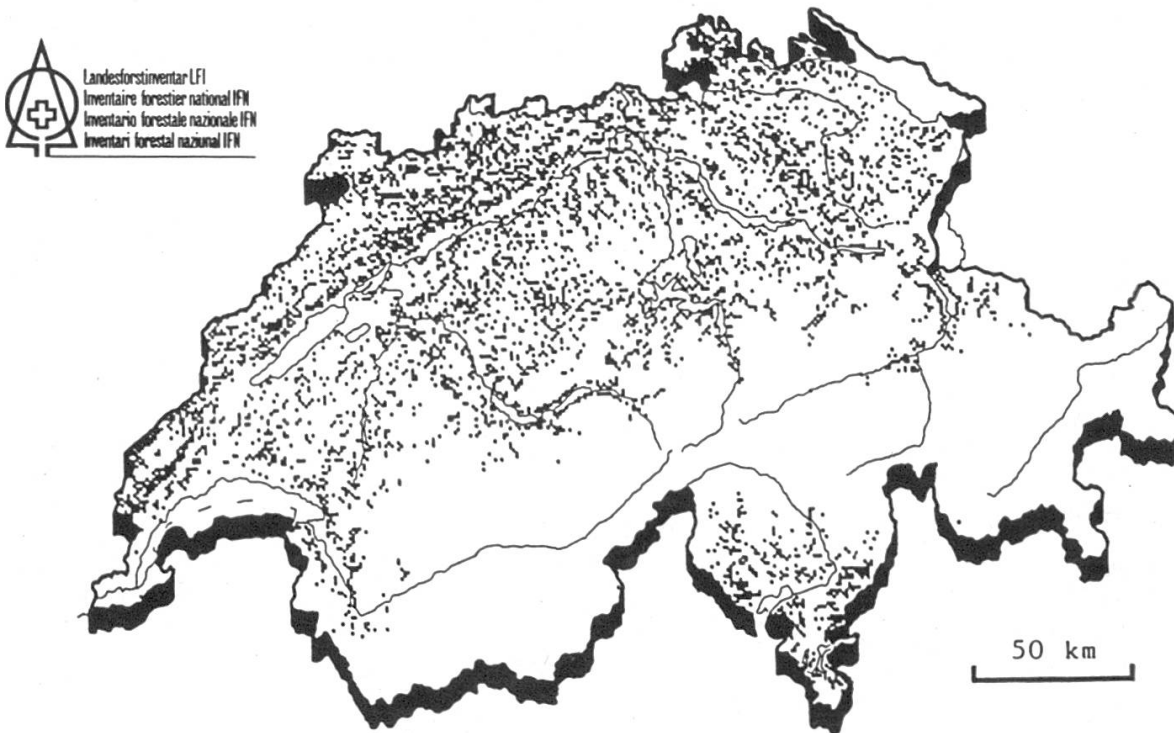 Landesforstinventar LFI
Inventaire forestier national IFN
Inventario forestale nazionale IFN
Inventari forestal naziunal IFN
50 km